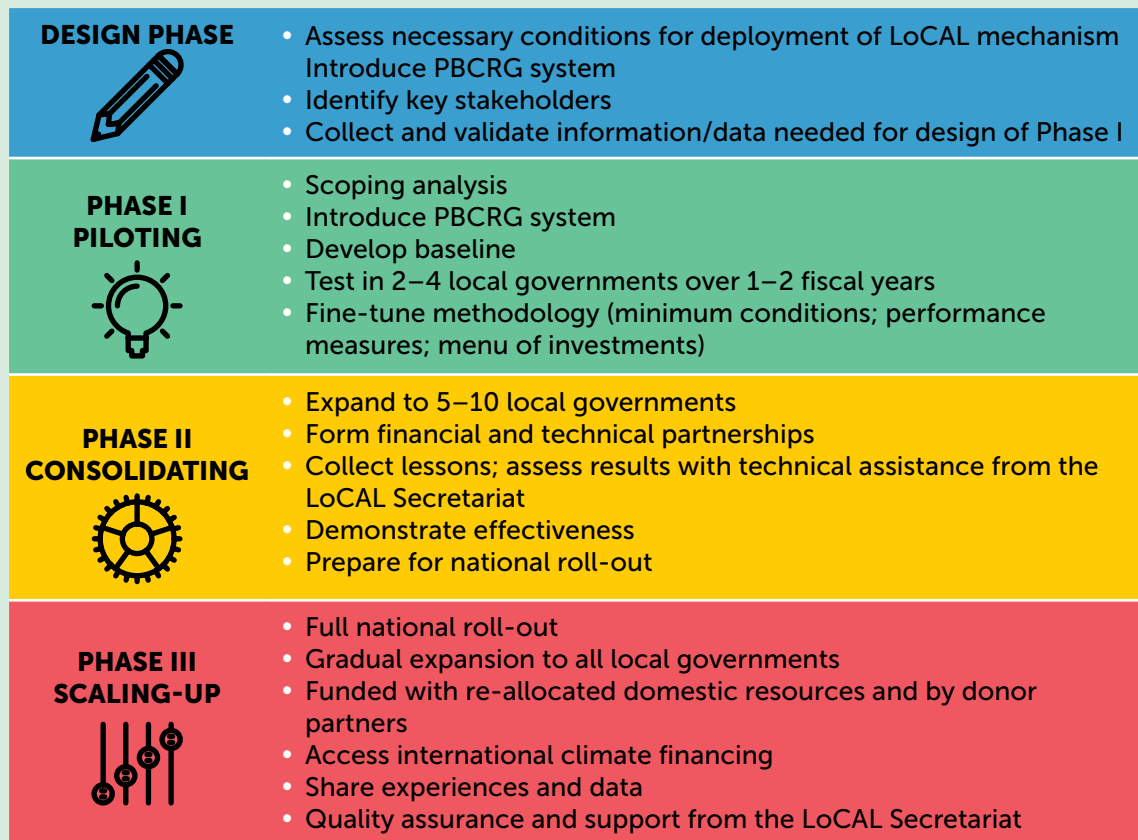 DESIGN PHASE
• Assess necessary conditions for deployment of LoCAL mechanism
Introduce PBCRG system
• Identify key stakeholders
• Collect and validate information/data needed for design of Phase I
PHASE I
PILOTING
• Scoping analysis
• Introduce PBCRG system
• Develop baseline
• Test in 2–4 local governments over 1–2 fiscal years
• Fine-tune methodology (minimum conditions; performance
measures; menu of investments)
PHASE II
CONSOLIDATING
• Expand to 5–10 local governments
• Form financial and technical partnerships
• Collect lessons; assess results with technical assistance from the
LoCAL Secretariat
• Demonstrate effectiveness
• Prepare for national roll-out
PHASE III
SCALING-UP
• Full national roll-out
• Gradual expansion to all local governments
• Funded with re-allocated domestic resources and by donor
partners
• Access international climate financing
• Share experiences and data
• Quality assurance and support from the LoCAL Secretariat